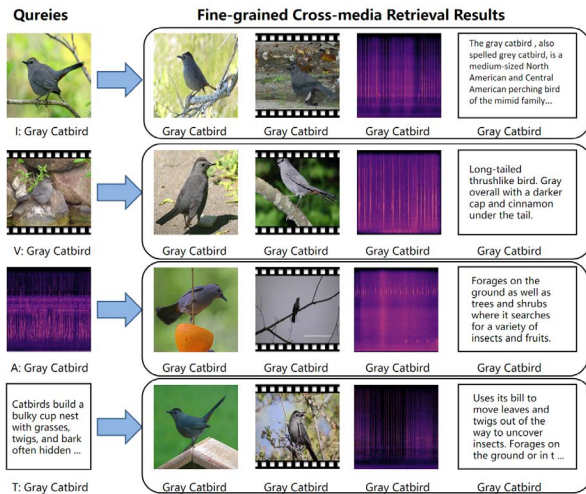 Qureies
Fine-grained Cross-media Retrieval Results
I: Gray Catbird
Gray Catbird
Gray Catbird
Gray Catbird
The gray catbird , also
spelled grey catbird, is a
medium-sized North
American and Central
American perching bird
of the mimid family...
Gray Catbird
V: Gray Catbird
Gray Catbird
Gray Catbird
Gray Catbird
Long-tailed
thrushlike bird. Gray
overall with a darker
cap and cinnamon
under the tail.
Gray Catbird
A: Gray Catbird
Gray Catbird
Gray Catbird
Gray Catbird
Forages on the
ground as well as
trees and shrubs
where it searches
for a variety of
insects and fruits.
Gray Catbird
Catbirds build a
bulky cup nest
with grasses,
twigs, and bark
often hidden ...
T: Gray Catbird
Gray Catbird
Gray Catbird
Gray Catbird
Uses its bill to
move leaves and
twigs out of the
way to uncover
insects. Forages on
the ground or in t ...
Gray Catbird